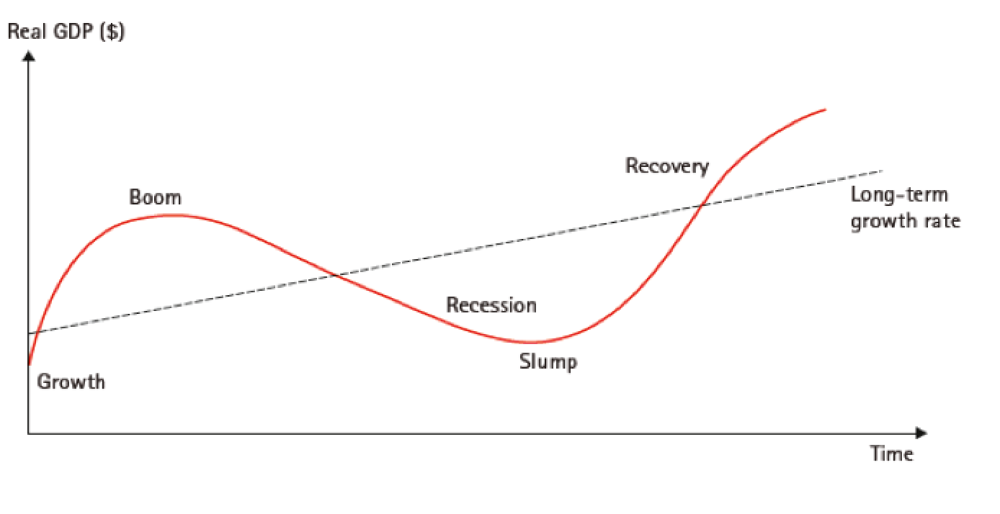 Real GDP ($)
Recovery
Boom
Long-term
growth rate
Recession
Slump
Growth
Time